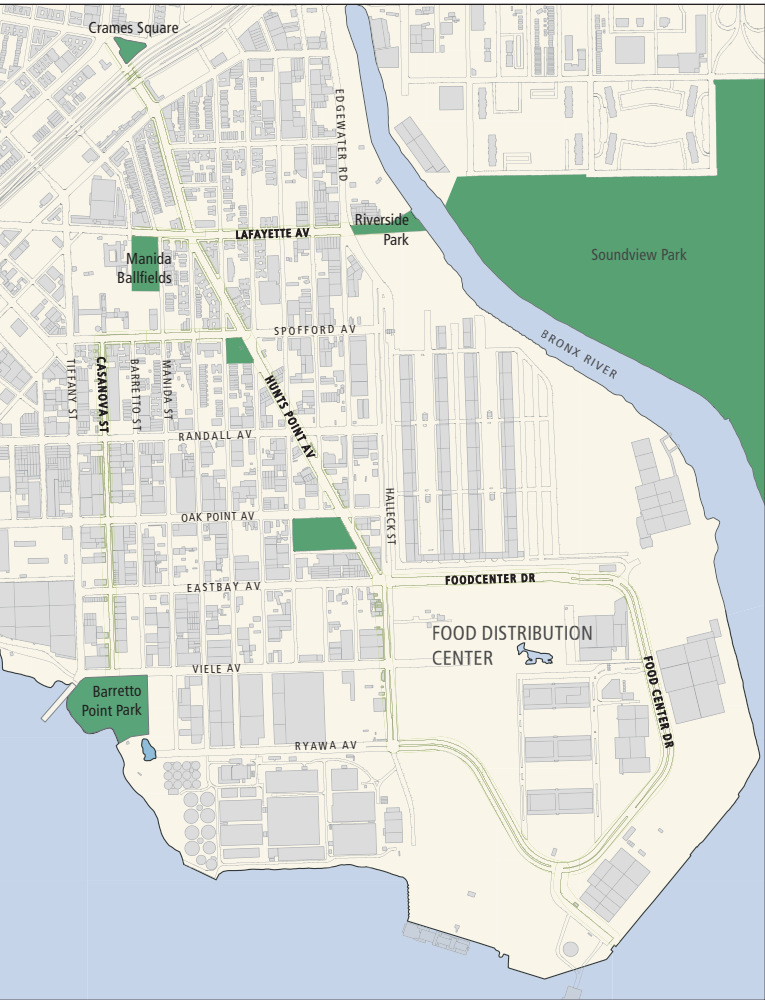 Crames Square
EDGEWATER RD
Riverside
Park
LAFAYETTE AV
Manida
Ballfields
Soundview Park
SPOFFORD AV
BRONX RIVER
TIFFANY ST
CASANOVA ST
BARRETTO ST
MANIDA ST
HUNTS POINT AV
RANDALL AV
HALLECK ST
OAK POINT AV
EASTBAY AV
FOODCENTER DR
FOOD DISTRIBUTION
CENTER
VIELE AV
FOOD CENTER DR
Barretto
Point Park
RYAWA AV